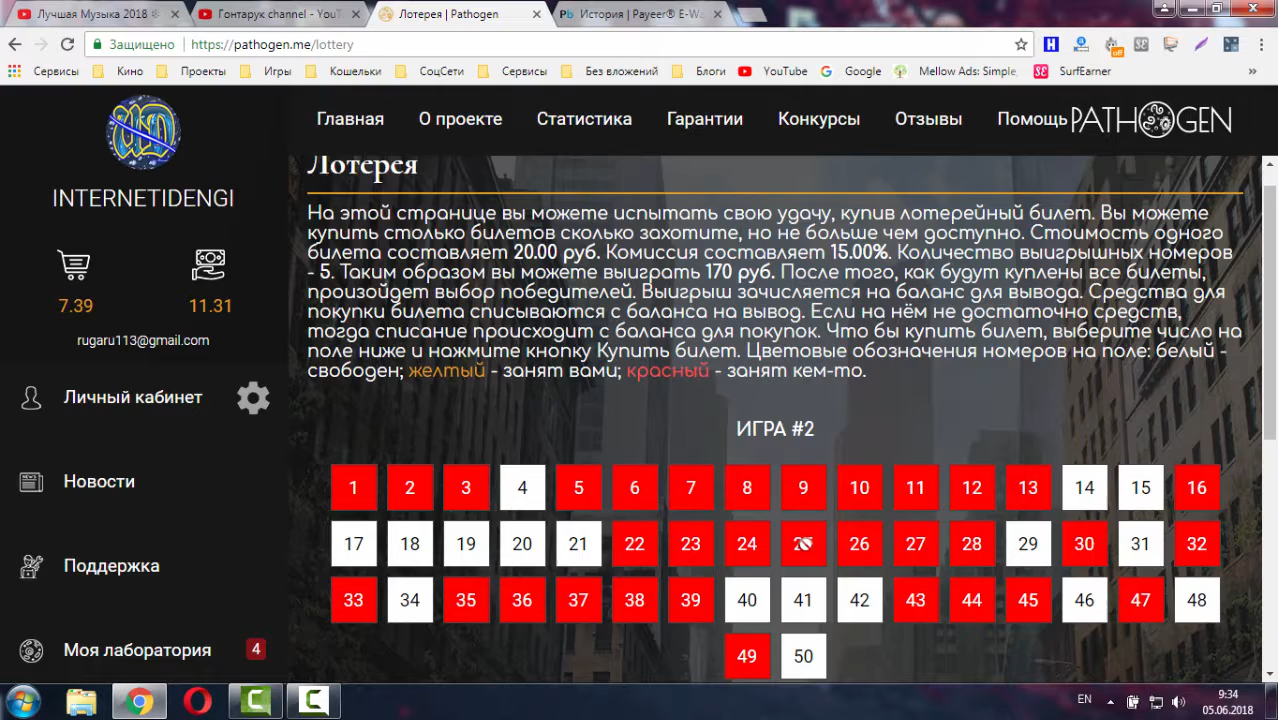 Лучшая Музыка 2018
Гонтарук channel - YouT
Лотерея | Pathogen
История | Payeer® E-Wa
Защищено
https://pathogen.me/lottery
Сервисы
Кино
Проекты
Игры
Кошельки
СоцСети
Сервисы
Без вложений
Блоги
YouTube
Google
Mellow Ads: Simple,
SurfEarner
off
Главная
О проекте
Статистика
Гарантии
Конкурсы
Отзывы
Помощь
PATHOGEN
INTERNETIDENGI
7.39
11.31
rugaru113@gmail.com
Личный кабинет
Новости
Поддержка
Моя лаборатория
4
Лотерея
На этой странице вы можете испытать свою удачу, купив лотерейный билет. Вы можете
купить столько билетов сколько захотите, но не больше чем доступно. Стоимость одного
билета составляет 20.00 руб. Комиссия составляет 15.00%. Количество выигрышных номеров
- 5. Таким образом вы можете выиграть 170 руб. После того, как будут куплены все билеты,
произойдет выбор победителей. Выигрыш зачисляется на баланс для вывода. Средства для
покупки билета списываются с баланса на вывод. Если на нём не достаточно средств,
тогда списание происходит с баланса для покупок. Что бы купить билет, выберите число на
поле ниже и нажмите кнопку Купить билет. Цветовые обозначения номеров на поле: белый -
свободен; желтый - занят вами; красный - занят кем-то.
ИГРА #2
1 2 3 4 5 6 7 8 9 10 11 12 13 14 15 16
17 18 19 20 21 22 23 24 26 27 28 29 30 31 32
33 34 35 36 37 38 39 40 41 42 43 44 45 46 47 48
49 50
EN
9:34
05.06.2018